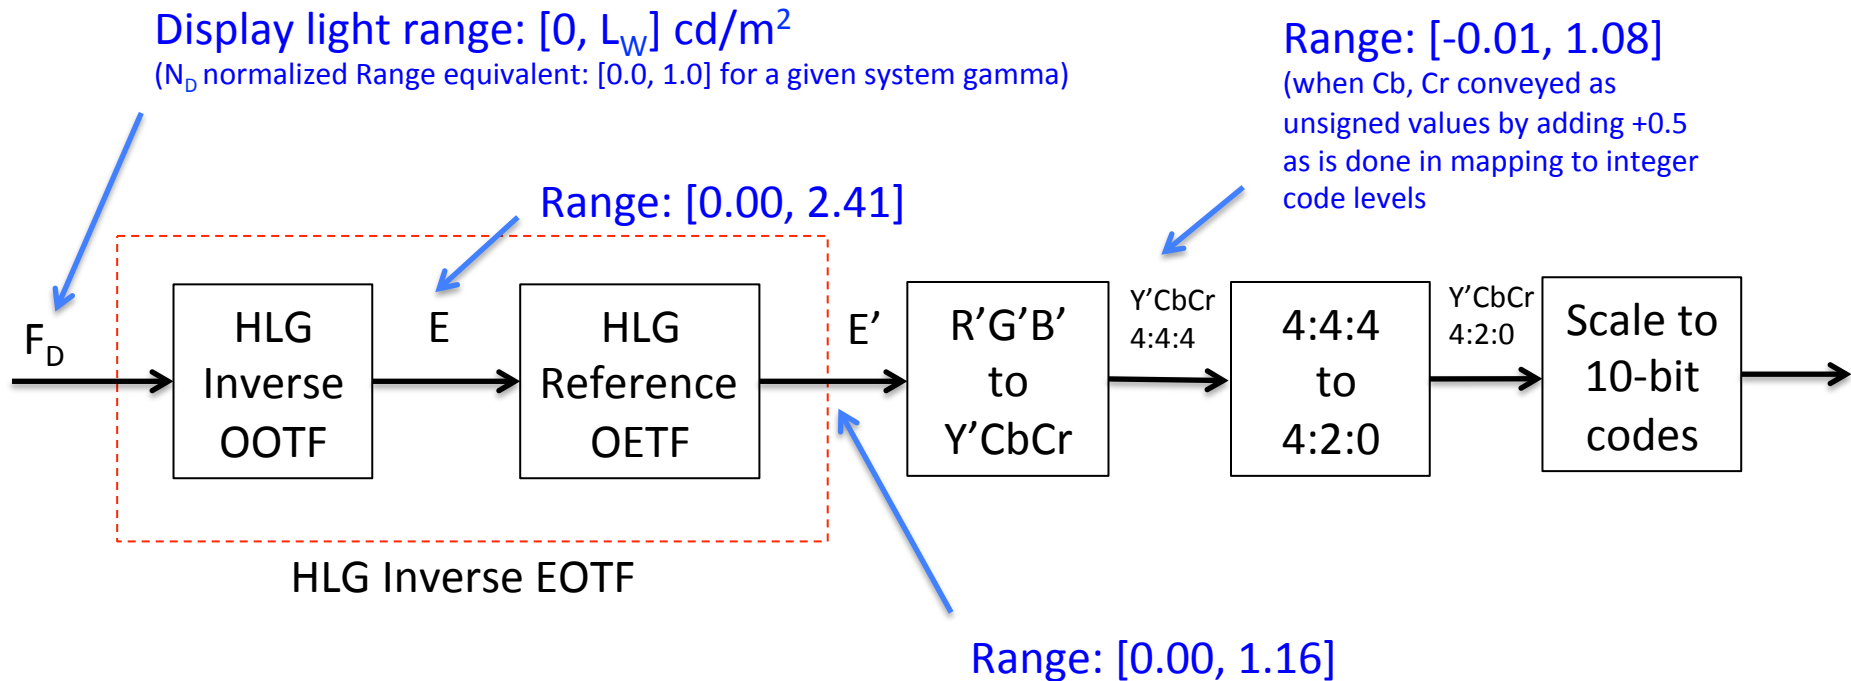 Display light range: [0, L_W] cd/m²
(N_D normalized Range equivalent: [0.0, 1.0] for a given system gamma)
Range: [-0.01, 1.08]
(when Cb, Cr conveyed as
unsigned values by adding +0.5
as is done in mapping to integer
code levels
Range: [0.00, 2.41]
F_D
HLG
Inverse
OOTF
E
HLG
Reference
OETF
E’
R’G’B’
to
Y’CbCr
Y’CbCr
4:4:4
4:4:4
to
4:2:0
Y’CbCr
4:2:0
Scale to
10-bit
codes
HLG Inverse EOTF
Range: [0.00, 1.16]